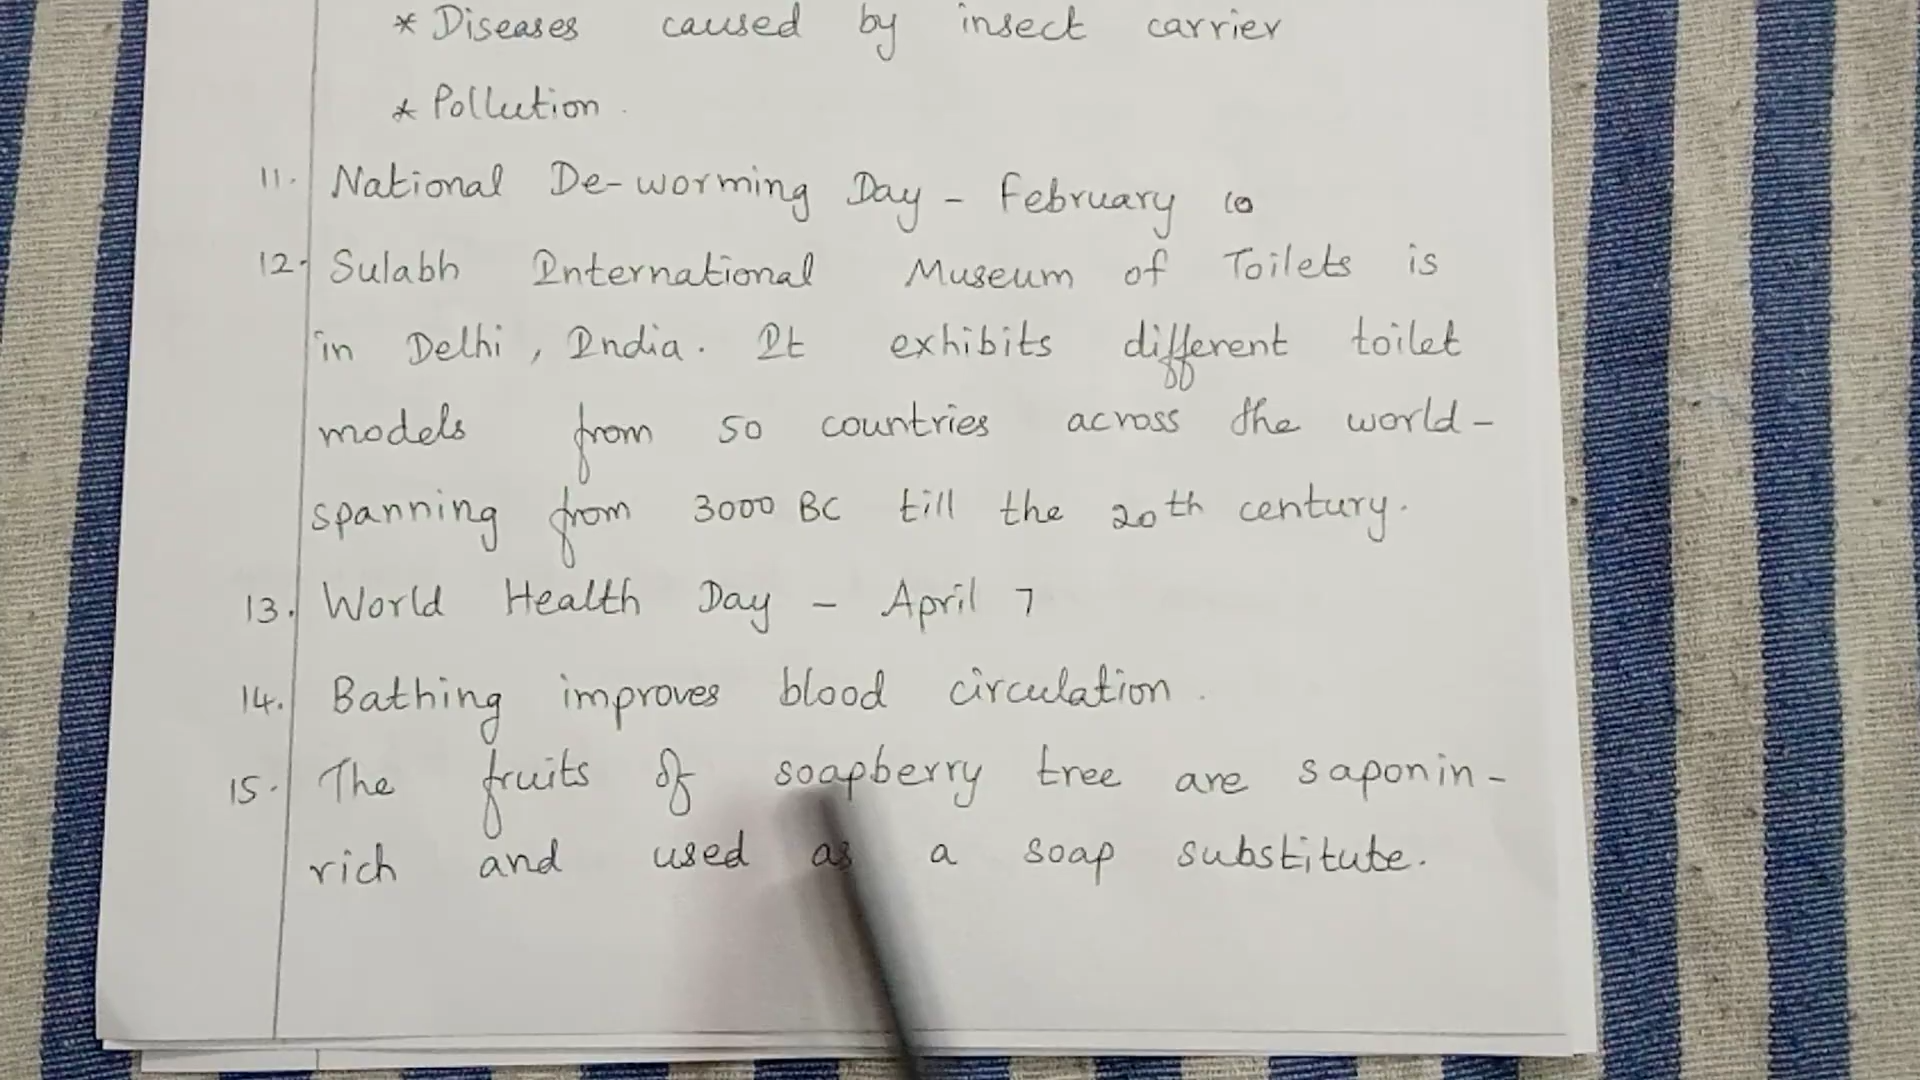 * Diseases caused by insect carrier
* Pollution.
11. National De-worming Day - February 10
12. Sulabh International Museum of Toilets is
in Delhi, India. It exhibits different toilet
models from 50 countries across the world-
spanning from 3000 BC till the 20th century.
13. World Health Day - April 7
14. Bathing improves blood circulation.
15. The fruits of soapberry tree are saponin-
rich and used as a soap substitute.